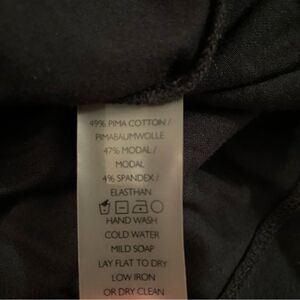 49% PIMA COTTON /
PIMABAUMWOLLE
47% MODAL /
MODAL
4% SPANDEX /
ELASTHAN
HAND WASH
COLD WATER
MILD SOAP
LAY FLAT TO DRY
LOW IRON
OR DRY CLEAN